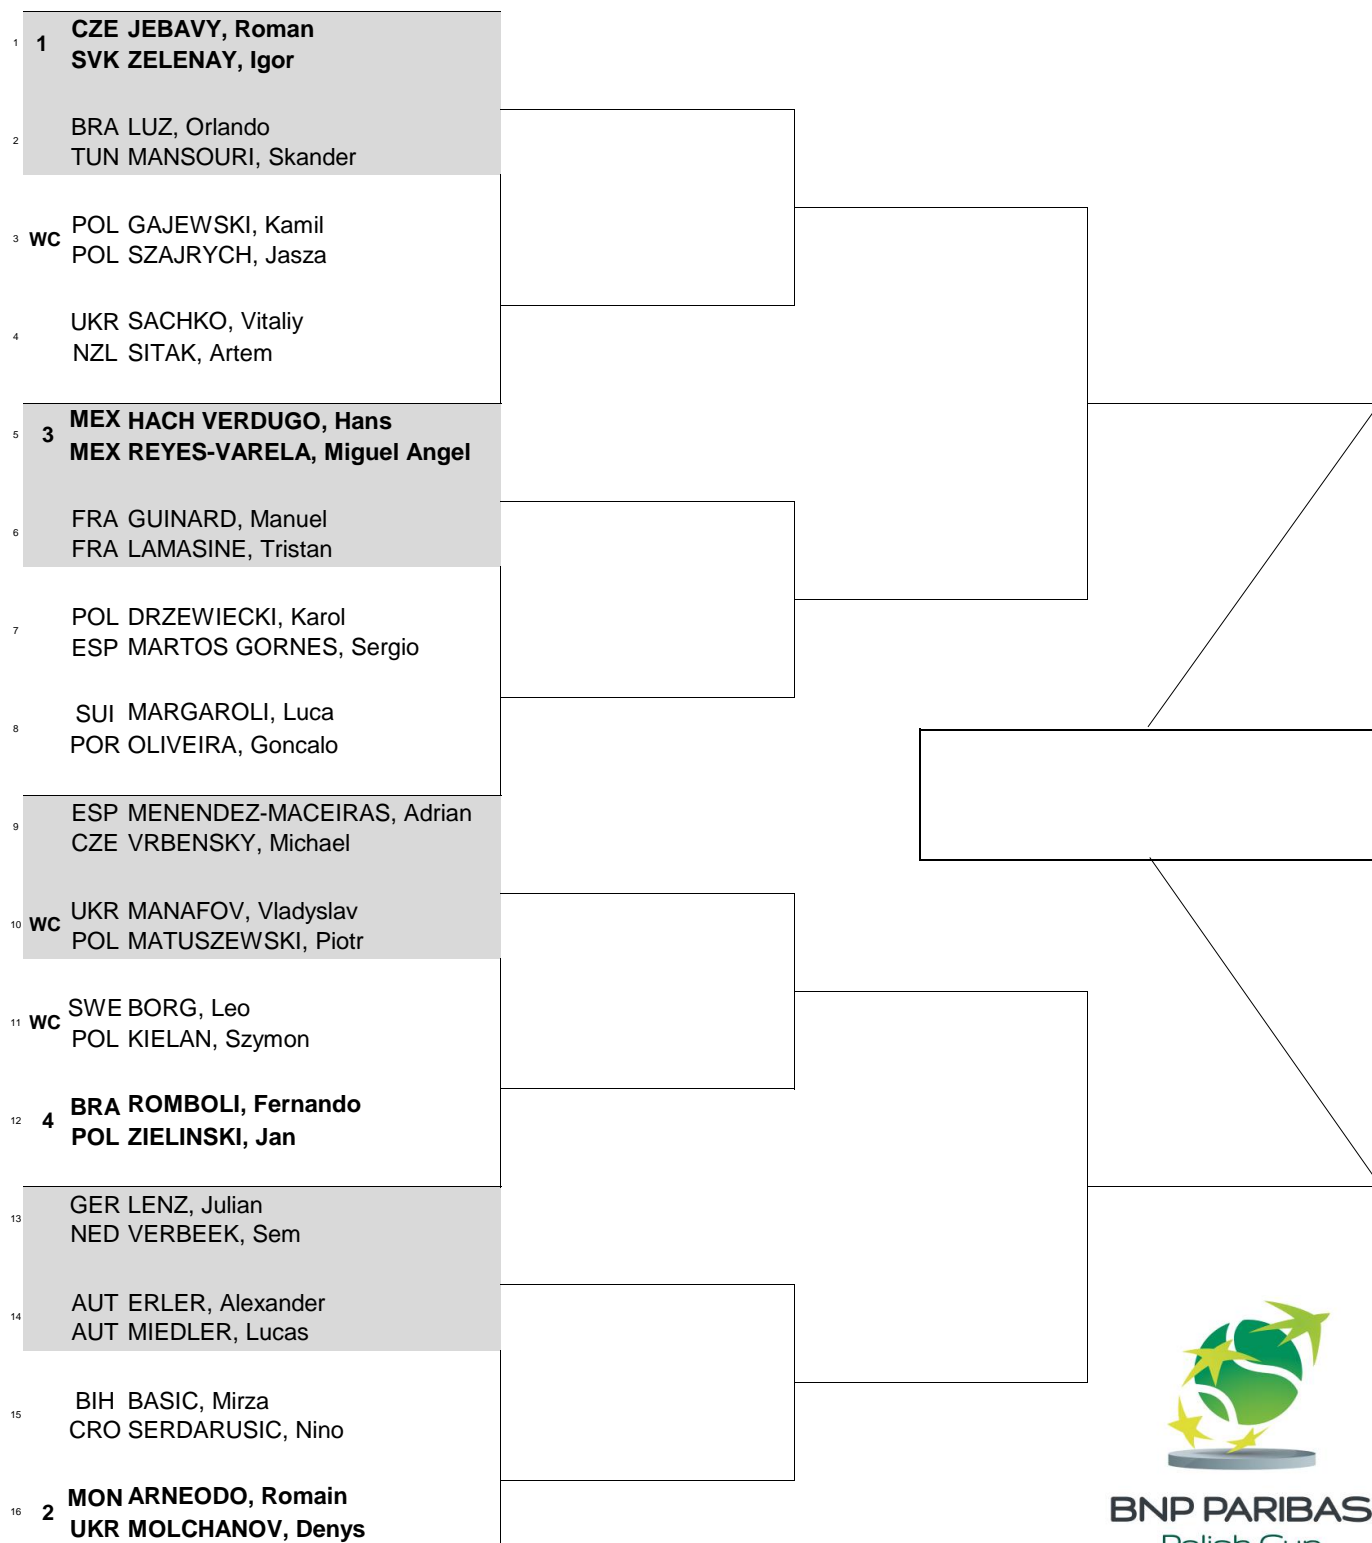 1 1 CZE JEBAVY, Roman
SVK ZELENAY, Igor
2 BRA LUZ, Orlando
TUN MANSOURI, Skander
3 WC POL GAJEWSKI, Kamil
POL SZAJRYCH, Jasza
4 UKR SACHKO, Vitaliy
NZL SITAK, Artem
5 3 MEX HACH VERDUGO, Hans
MEX REYES-VARELA, Miguel Angel
6 FRA GUINARD, Manuel
FRA LAMASINE, Tristan
7 POL DRZEWIECKI, Karol
ESP MARTOS GORNES, Sergio
8 SUI MARGAROLI, Luca
POR OLIVEIRA, Goncalo
9 ESP MENENDEZ-MACEIRAS, Adrian
CZE VRBENSKY, Michael
10 WC UKR MANAFOV, Vladyslav
POL MATUSZEWSKI, Piotr
11 WC SWE BORG, Leo
POL KIELAN, Szymon
12 4 BRA ROMBOLI, Fernando
POL ZIELINSKI, Jan
13 GER LENZ, Julian
NED VERBEEK, Sem
14 AUT ERLER, Alexander
AUT MIEDLER, Lucas
15 BIH BASIC, Mirza
CRO SERDARUSIC, Nino
16 2 MON ARNEODO, Romain
UKR MOLCHANOV, Denys
BNP PARIBAS
Polish Cup